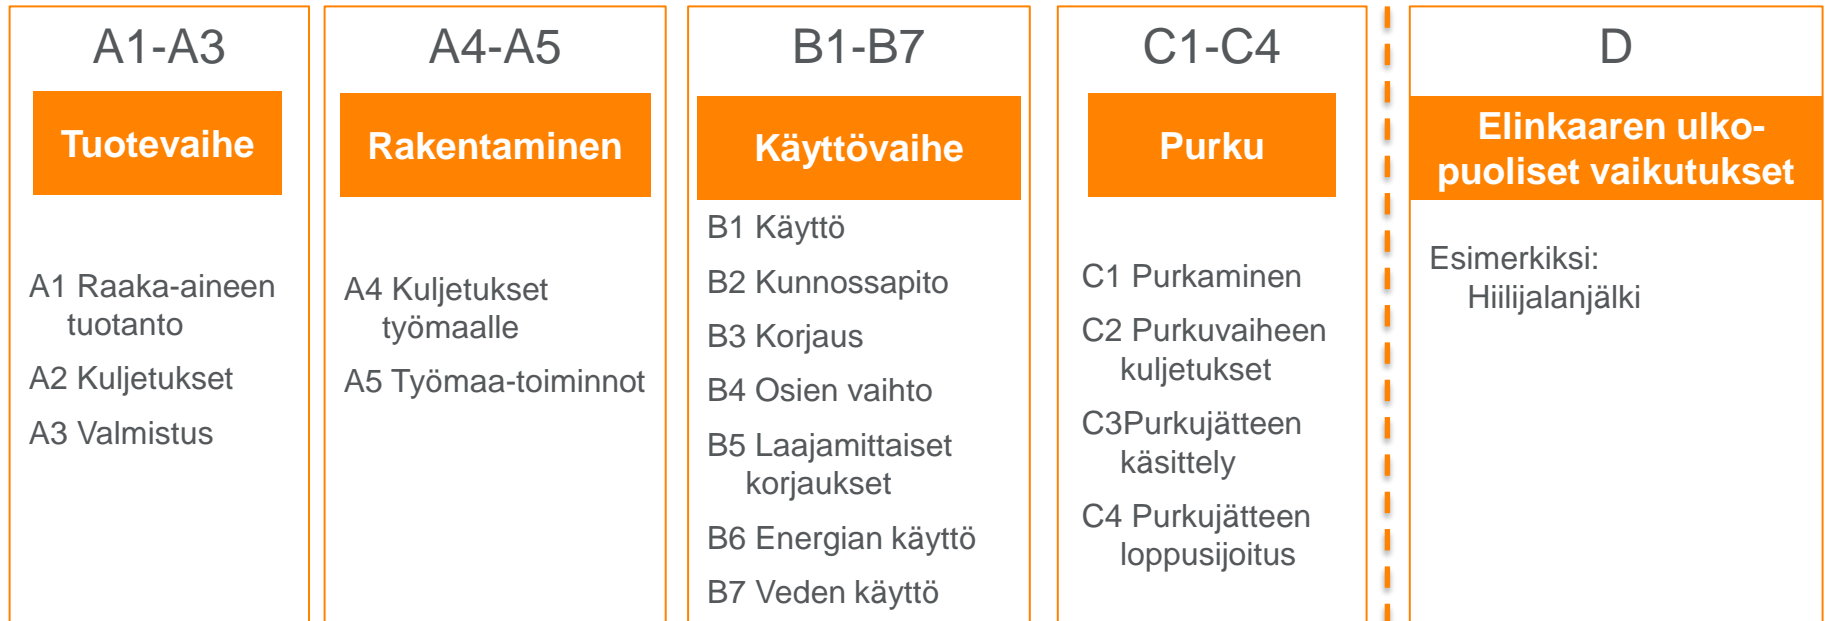 A1-A3
Tuotevaihe
A1 Raaka-aineen
tuotanto
A2 Kuljetukset
A3 Valmistus
A4-A5
Rakentaminen
A4 Kuljetukset
työmaalle
A5 Työmaa-toiminnot
B1-B7
Käyttövaihe
B1 Käyttö
B2 Kunnossapito
B3 Korjaus
B4 Osien vaihto
B5 Laajamittaiset
korjaukset
B6 Energian käyttö
B7 Veden käyttö
C1-C4
Purku
C1 Purkaminen
C2 Purkuvaiheen
kuljetukset
C3Purkujätteen
käsittely
C4 Purkujätteen
loppusijoitus
D
Elinkaaren ulko-
puoliset vaikutukset
Esimerkiksi:
Hiilijalanjälki